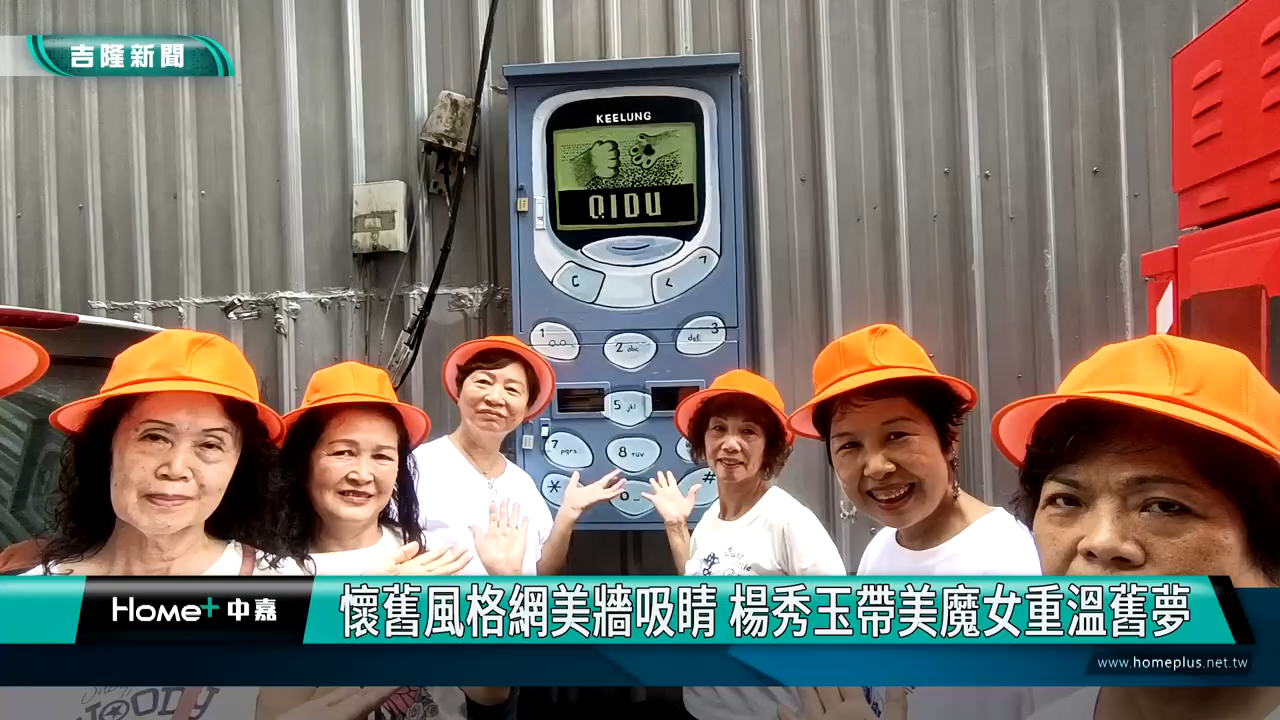 吉隆新聞
KEELUNG
QIDU
C
< >
1
2 abc
3 def
5 jkl
7 pqrs
8 tuv
*
#
Home+ 中嘉
懷舊風格網美牆吸睛 楊秀玉帶美魔女重溫舊夢
www.homeplus.net.tw
WOODY